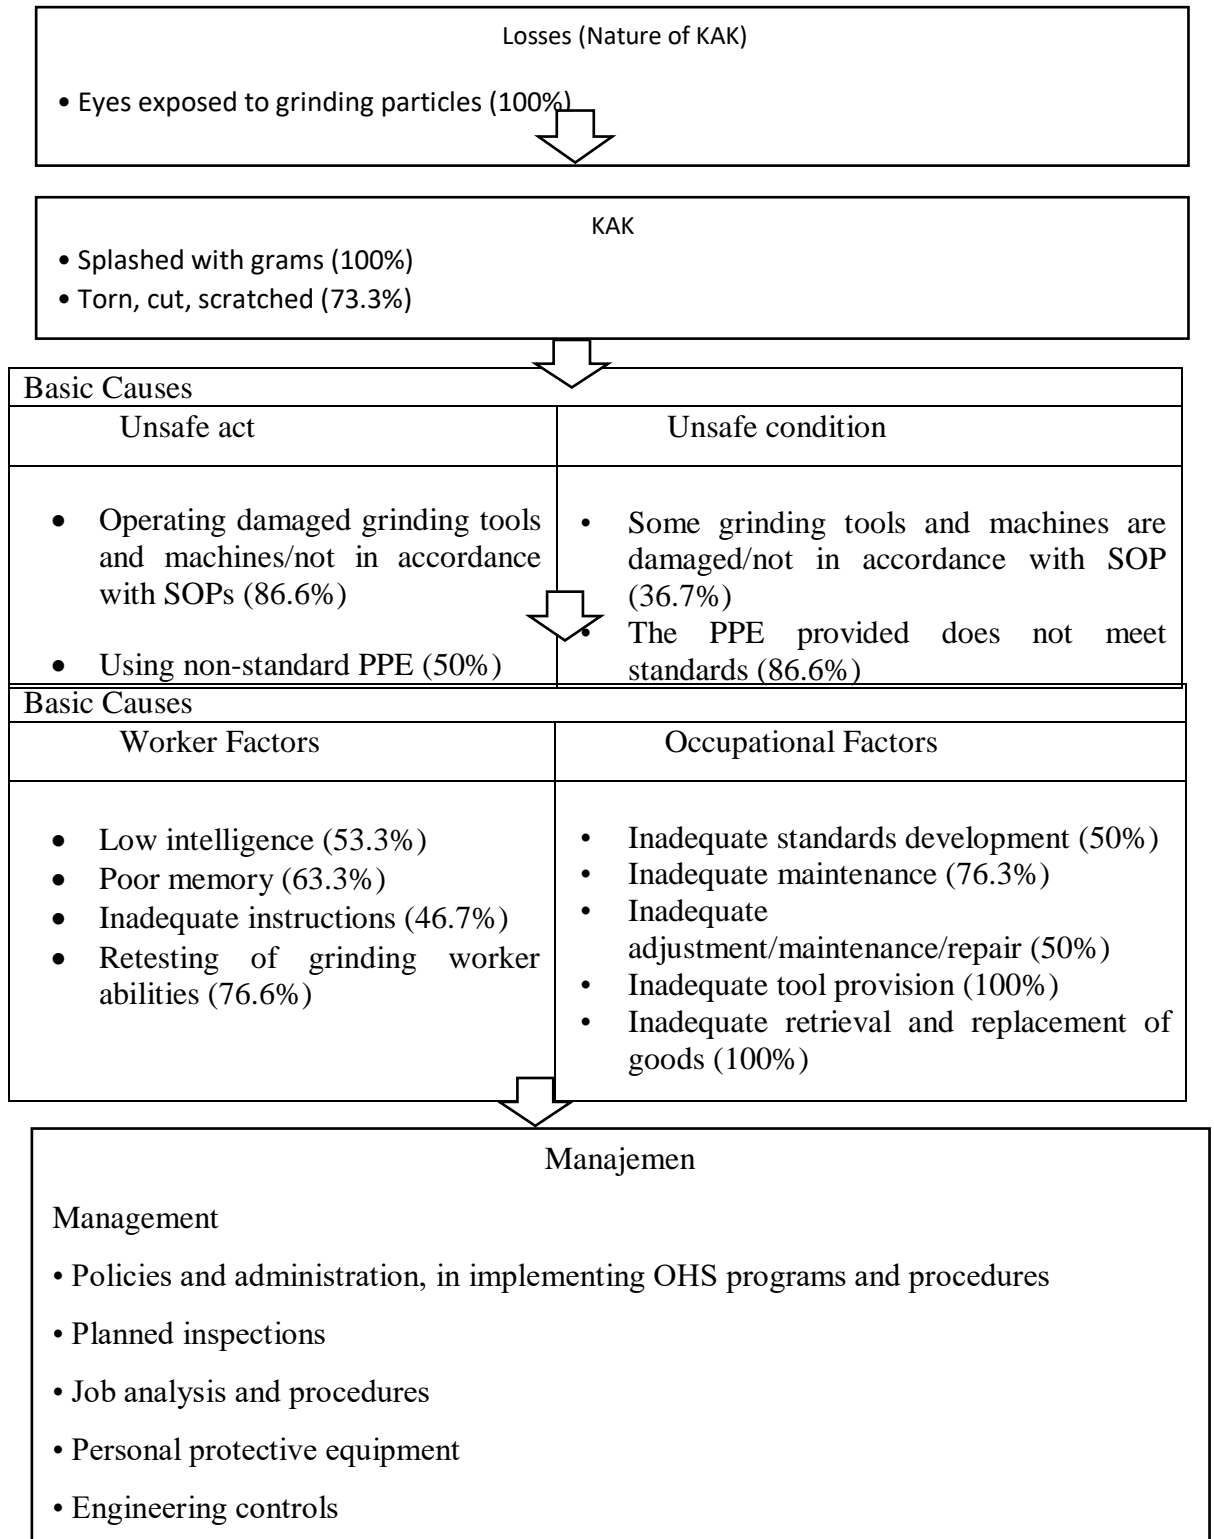 Losses (Nature of KAK)
• Eyes exposed to grinding particles (100%)
KAK
• Splashed with grams (100%)
• Torn, cut, scratched (73.3%)
Basic Causes
Unsafe act
Unsafe condition
• Operating damaged grinding tools
and machines/not in accordance
with SOPs (86.6%)
• Using non-standard PPE (50%)
• Some grinding tools and machines are
damaged/not in accordance with SOP
(36.7%)
• The PPE provided does not meet
standards (86.6%)
Basic Causes
Worker Factors
Occupational Factors
• Low intelligence (53.3%)
• Poor memory (63.3%)
• Inadequate instructions (46.7%)
• Retesting of grinding worker
abilities (76.6%)
• Inadequate standards development (50%)
• Inadequate maintenance (76.3%)
• Inadequate
adjustment/maintenance/repair (50%)
• Inadequate tool provision (100%)
• Inadequate retrieval and replacement of
goods (100%)
Manajemen
Management
• Policies and administration, in implementing OHS programs and procedures
• Planned inspections
• Job analysis and procedures
• Personal protective equipment
• Engineering controls